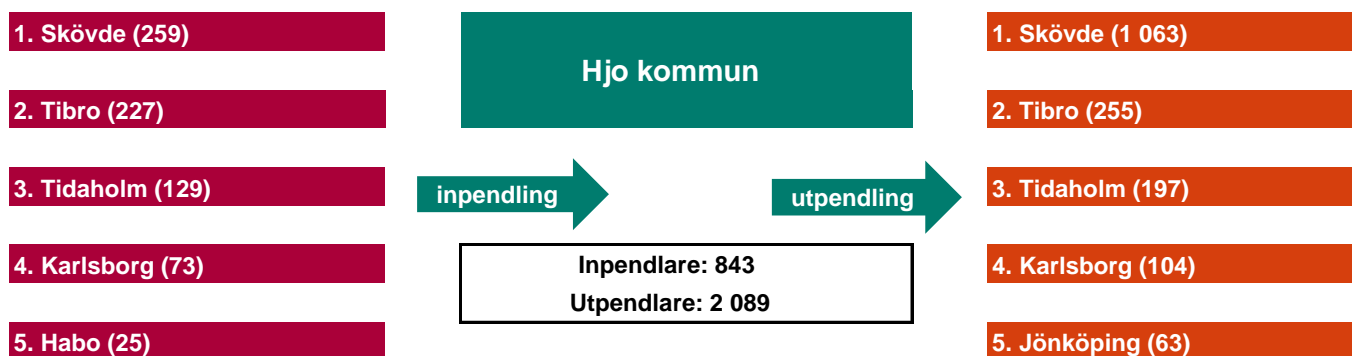 1. Skövde (259)
2. Tibro (227)
3. Tidaholm (129)
4. Karlsborg (73)
5. Habo (25)
Hjo kommun
inpendling
utpendling
Inpendlare: 843
Utpendlare: 2 089
1. Skövde (1 063)
2. Tibro (255)
3. Tidaholm (197)
4. Karlsborg (104)
5. Jönköping (63)